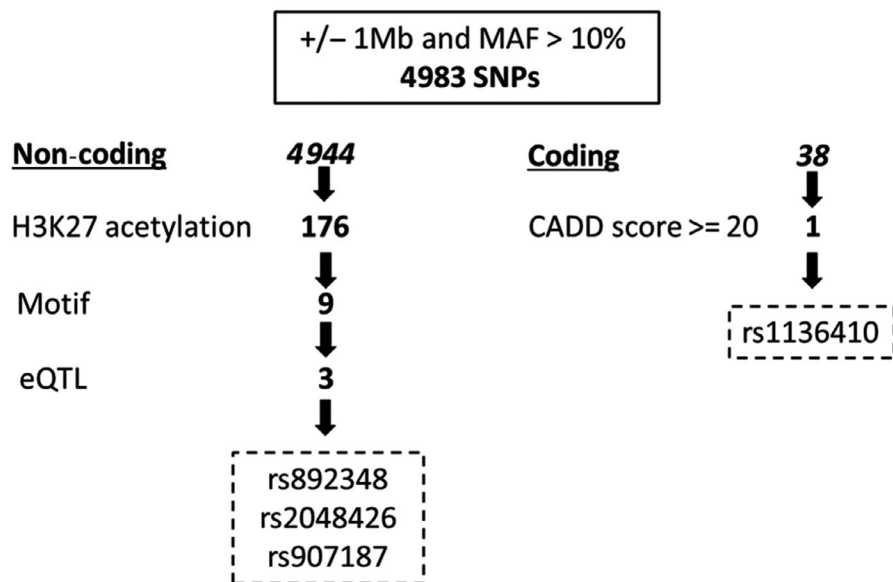 +/− 1Mb and MAF > 10%
4983 SNPs
Non-coding 4944
H3K27 acetylation 176
Motif 9
eQTL 3
rs892348
rs2048426
rs907187
Coding 38
CADD score >= 20 1
rs1136410